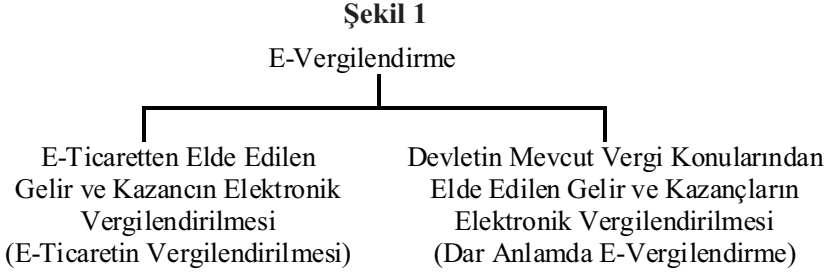 Şekil 1
E-Vergilendirme
E-Ticaretten Elde Edilen
Gelir ve Kazancın Elektronik
Vergilendirilmesi
(E-Ticaretin Vergilendirilmesi)
Devletin Mevcut Vergi Konularından
Elde Edilen Gelir ve Kazançların
Elektronik Vergilendirilmesi
(Dar Anlamda E-Vergilendirme)